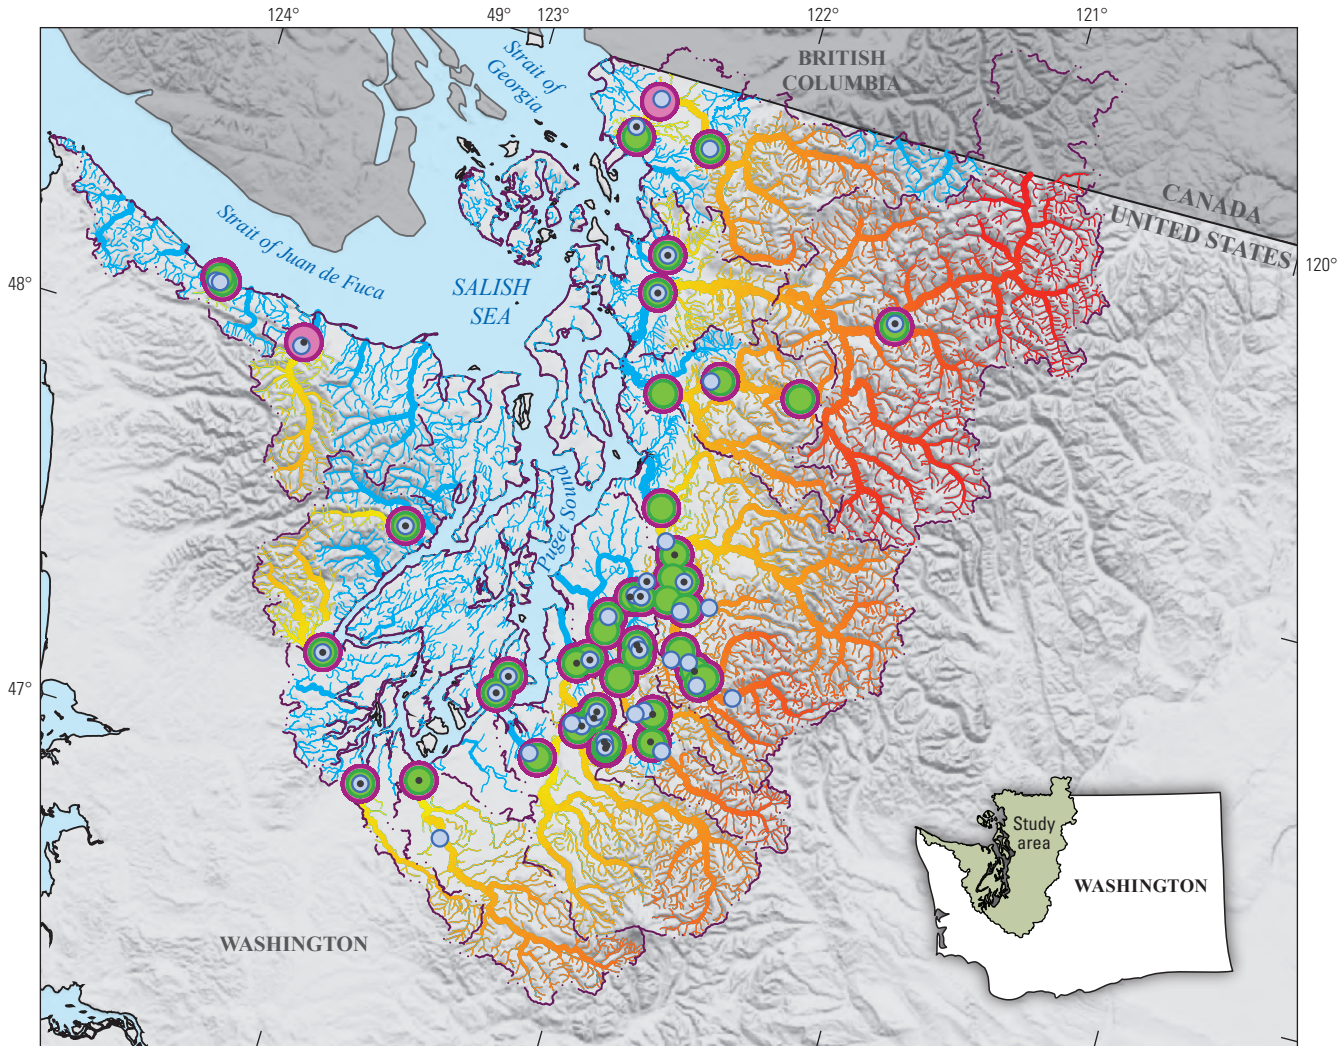 124°
49°
123°
122°
121°
Strait of
Georgia
BRITISH
COLUMBIA
CANADA
UNITED STATES
120°
Strait of Juan de Fuca
48°
SALISH
SEA
Puget Sound
47°
Study
area
WASHINGTON
WASHINGTON